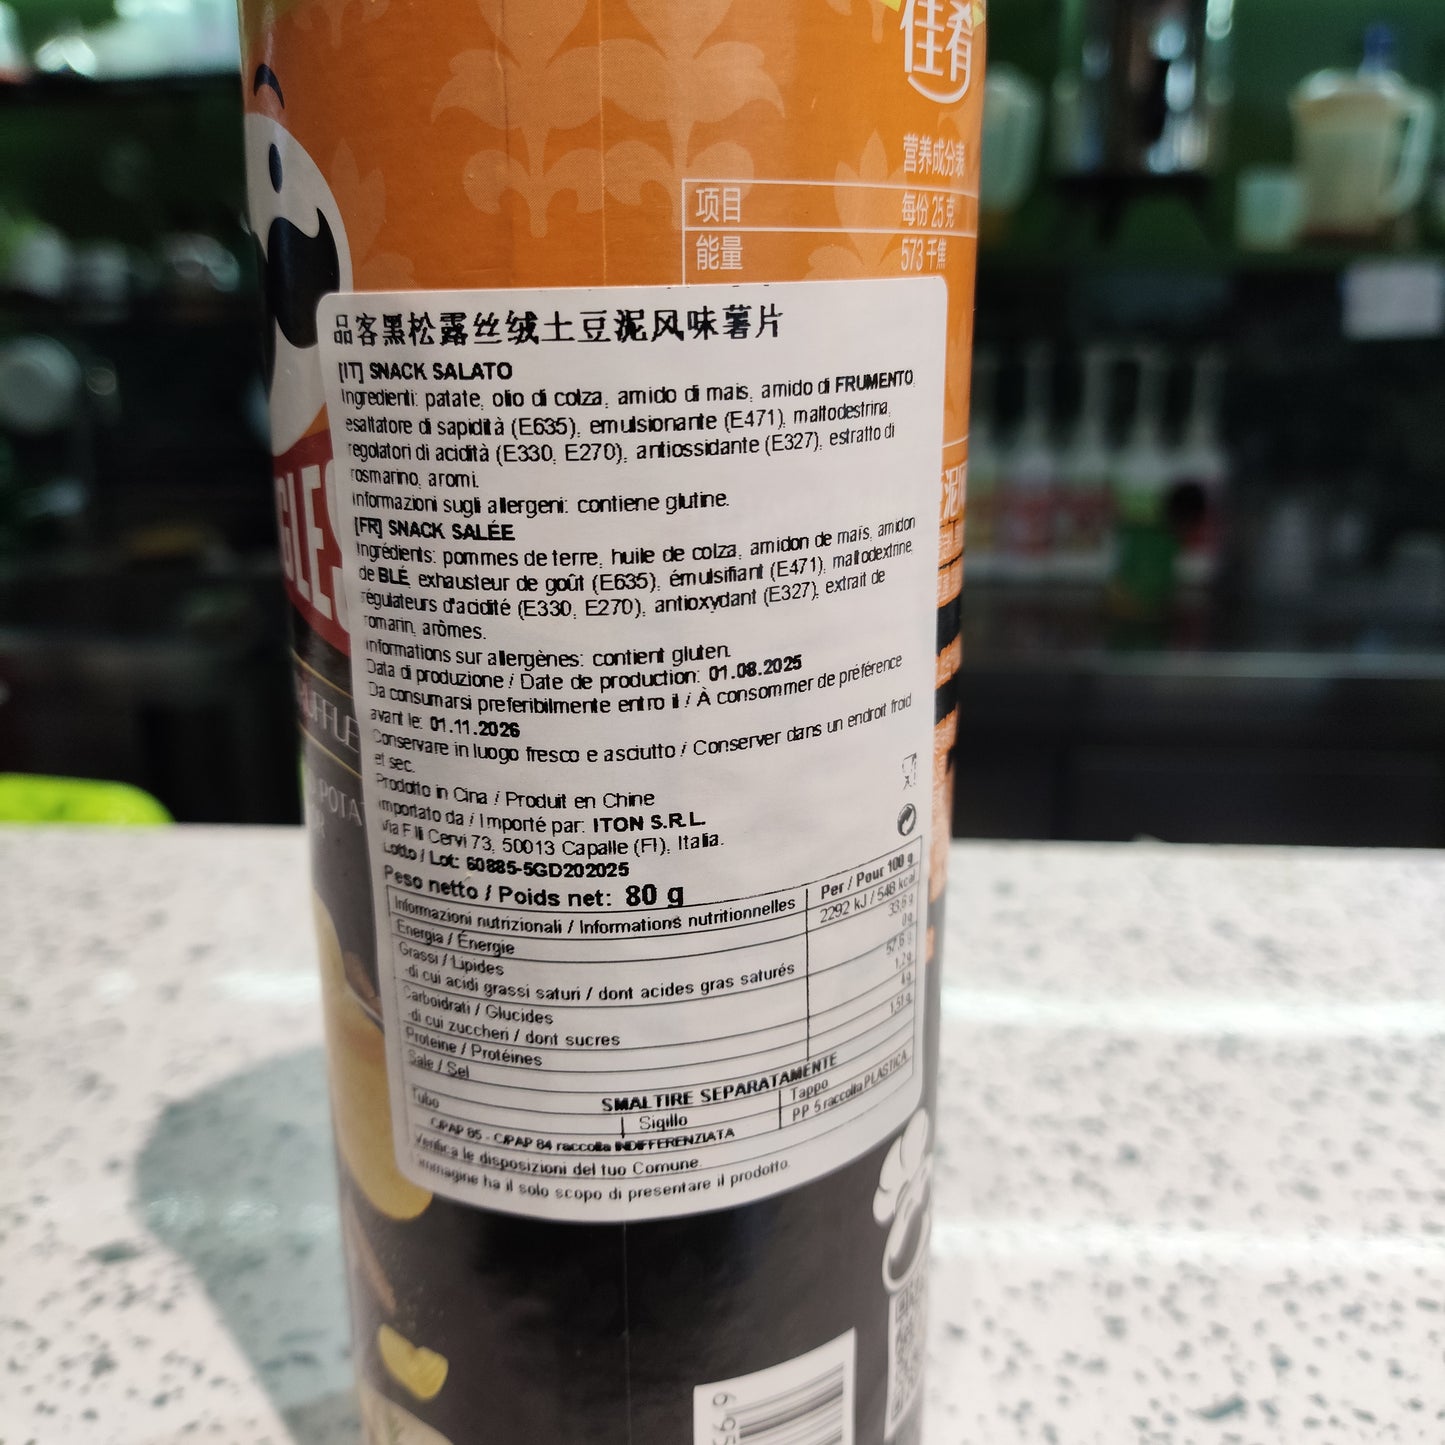 佳肴
营养成分表
项目 每份 25 克
能量 573 千焦
品客黑松露丝绒土豆泥风味薯片
[IT] SNACK SALATO
Ingredienti: patate, olio di colza, amido di mais, amido di FRUMENTO,
esaltatore di sapidità (E635), emulsionante (E471), maltodestrina,
regolatori di acidità (E330, E270), antiossidante (E327), estratto di
rosmarino, aromi.
Informazioni sugli allergeni: contiene glutine.
[FR] SNACK SALÉE
Ingrédients: pommes de terre, huile de colza, amidon de maïs, amidon
de BLÉ, exhausteur de goût (E635), émulsifiant (E471), maltodextrine,
régulateurs d'acidité (E330, E270), antioxydant (E327), extrait de
romarin, arômes.
Informations sur allergènes: contient gluten.
Data di produzione / Date de production: 01.08.2025
Da consumarsi preferibilmente entro il / À consommer de préférence
avant le: 01.11.2026
Conservare in luogo fresco e asciutto / Conserver dans un endroit froid
et sec.
Prodotto in Cina / Produit en Chine
Importato da / Importé par: ITON S.R.L.
Via F.lli Cervi 73, 50013 Capalle (FI), Italia.
Lotto / Lot: 60885-5GD202025
Peso netto / Poids net: 80 g
Informazioni nutrizionali / Informations nutritionnelles Per / Pour 100 g
Energia / Énergie 2292 kJ / 548 kcal
Grassi / Lipides 33,6 g
-di cui acidi grassi saturi / dont acides gras saturés 0g
Carboidrati / Glucides 57,6 g
-di cui zuccheri / dont sucres 1,2g
Proteine / Protéines 4g
Sale / Sel 1,51 g
SMALTIRE SEPARATAMENTE
Tubo Sigillo Tappo
C/PAP 85 - C/PAP 84 raccolta INDIFFERENZIATA PP 5 raccolta PLASTICA
Verifica le disposizioni del tuo Comune.
L'immagine ha il solo scopo di presentare il prodotto.